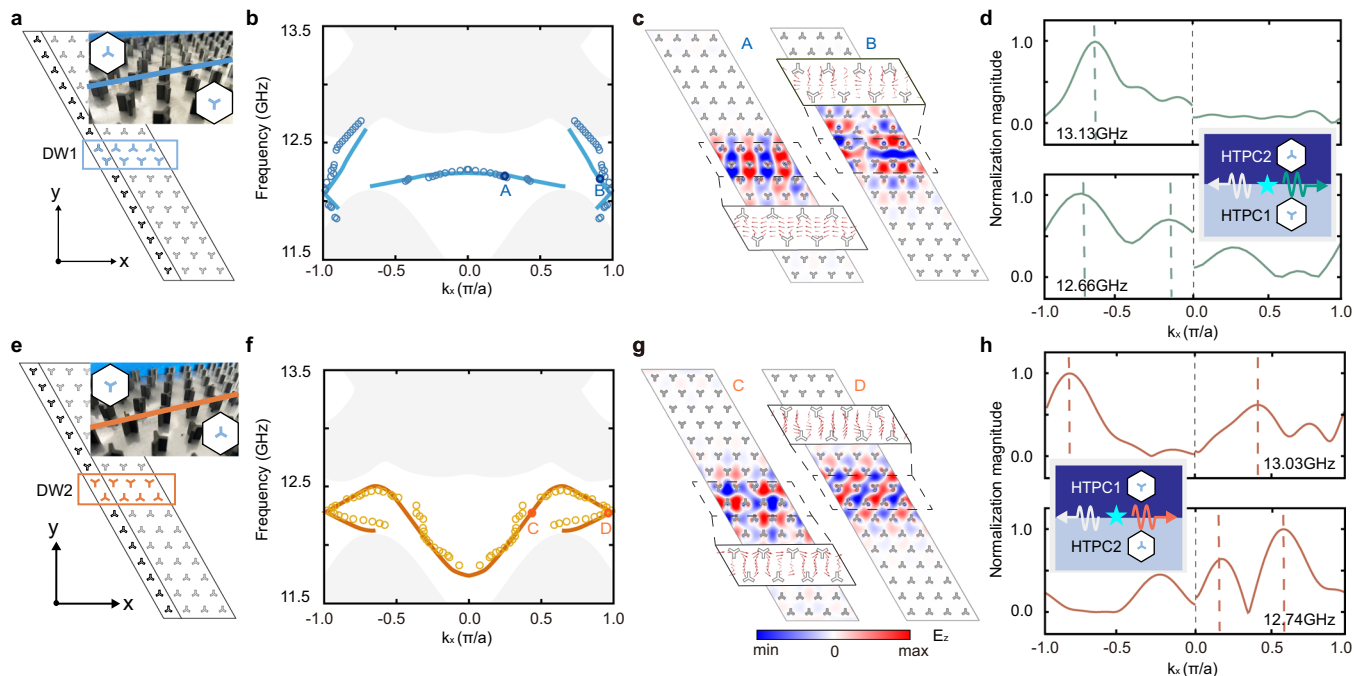 a
DW1
y
x
b
Frequency (GHz)
13.5
12.5
11.5
A
B
-1.0 -0.5 0.0 0.5 1.0
kx (π/a)
c
A
B
d
Normalization magnitude
1.0
0.0
13.13GHz
HTPC2
HTPC1
1.0
0.0
12.66GHz
-1.0 -0.5 0.0 0.5 1.0
kx (π/a)
e
DW2
y
x
f
Frequency (GHz)
13.5
12.5
11.5
C
D
-1.0 -0.5 0.0 0.5 1.0
kx (π/a)
g
C
D
Ez
min 0 max
h
Normalization magnitude
1.0
0.0
13.03GHz
HTPC1
HTPC2
1.0
0.0
12.74GHz
-1.0 -0.5 0.0 0.5 1.0
kx (π/a)